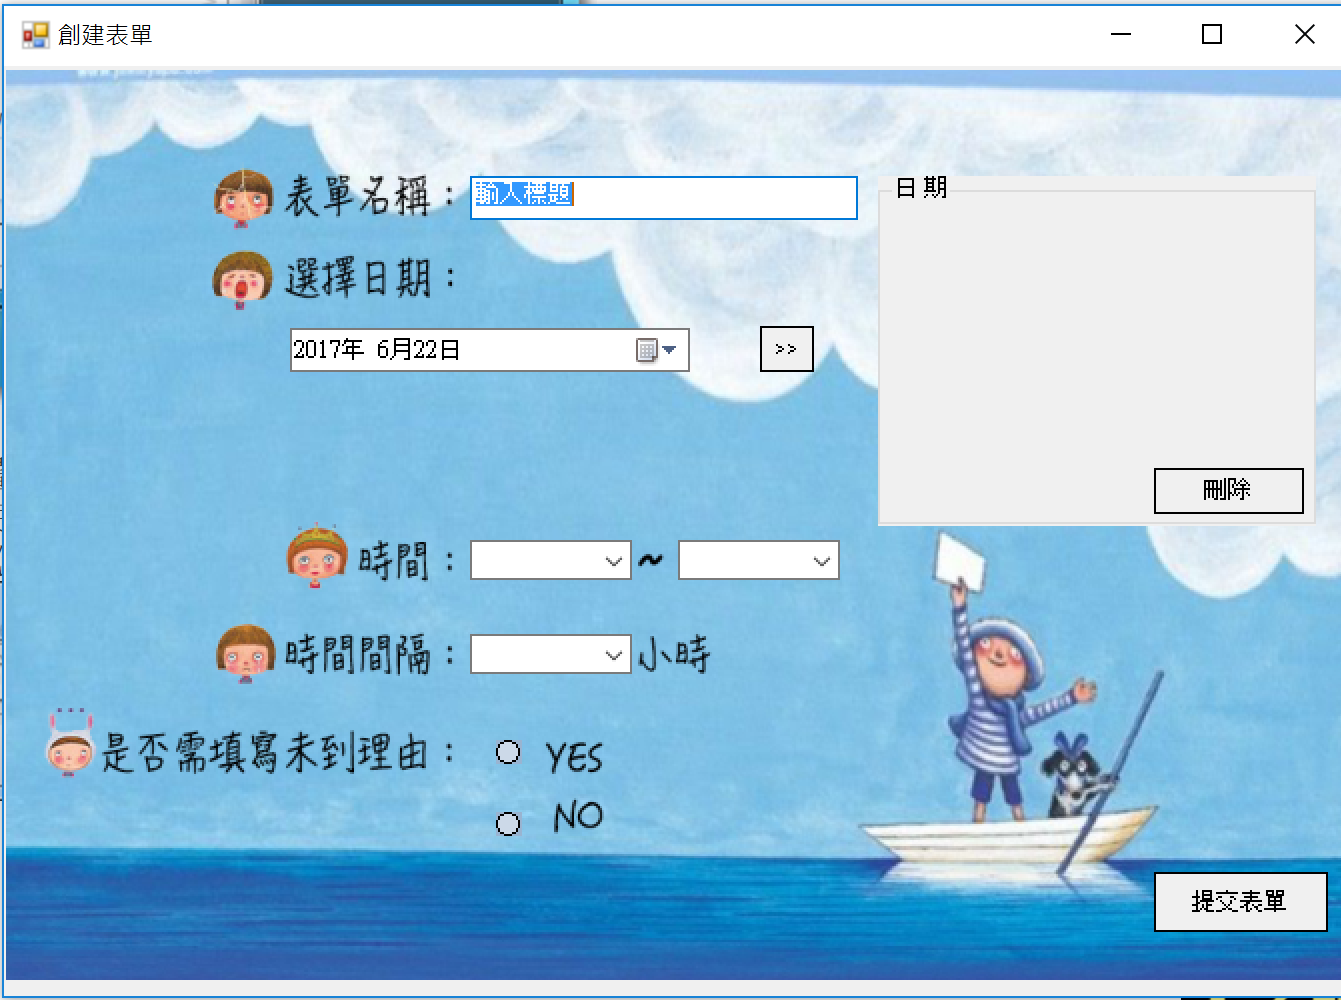 創建表單
表單名稱：輸入標題
日期
選擇日期：
2017年 6月22日
>>
刪除
時間： ~
時間間隔： 小時
是否需填寫未到理由： YES
NO
提交表單